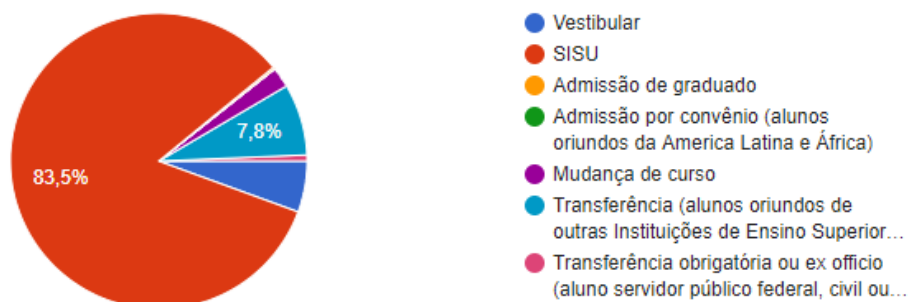 Vestibular
SISU
Admissão de graduado
Admissão por convênio (alunos
oriundos da America Latina e África)
Mudança de curso
Transferência (alunos oriundos de
outras Instituições de Ensino Superior...
Transferência obrigatória ou ex officio
(aluno servidor público federal, civil ou...
7,8%
83,5%